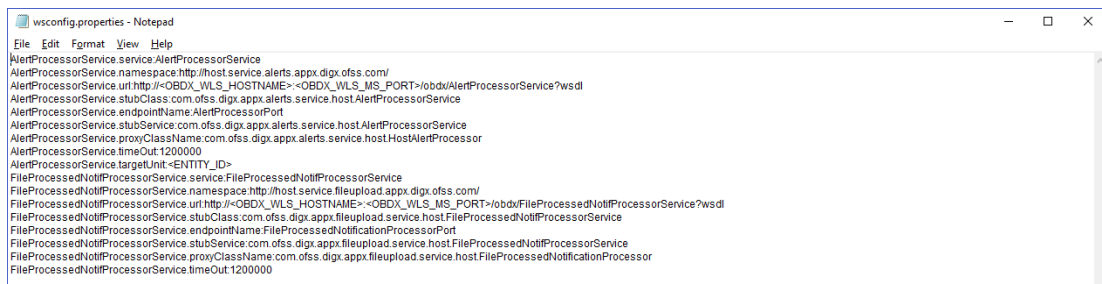 wsconfig.properties - Notepad
File Edit Format View Help
AlertProcessorService.service:AlertProcessorService
AlertProcessorService.namespace:http://host.service.alerts.appx.digx.ofss.com/
AlertProcessorService.url:http://<OBDX_WLS_HOSTNAME>:<OBDX_WLS_MS_PORT>/obdx/AlertProcessorService?wsdl
AlertProcessorService.stubClass:com.ofss.digx.appx.alerts.service.host.AlertProcessorService
AlertProcessorService.endpointName:AlertProcessorPort
AlertProcessorService.stubService:com.ofss.digx.appx.alerts.service.host.AlertProcessorService
AlertProcessorService.proxyClassName:com.ofss.digx.appx.alerts.service.host.HostAlertProcessor
AlertProcessorService.timeOut:1200000
AlertProcessorService.targetUnit:<ENTITY_ID>
FileProcessedNotifProcessorService.service:FileProcessedNotifProcessorService
FileProcessedNotifProcessorService.namespace:http://host.service.fileupload.appx.digx.ofss.com/
FileProcessedNotifProcessorService.url:http://<OBDX_WLS_HOSTNAME>:<OBDX_WLS_MS_PORT>/obdx/FileProcessedNotifProcessorService?wsdl
FileProcessedNotifProcessorService.stubClass:com.ofss.digx.appx.fileupload.service.host.FileProcessedNotifProcessorService
FileProcessedNotifProcessorService.endpointName:FileProcessedNotificationProcessorPort
FileProcessedNotifProcessorService.stubService:com.ofss.digx.appx.fileupload.service.host.FileProcessedNotifProcessorService
FileProcessedNotifProcessorService.proxyClassName:com.ofss.digx.appx.fileupload.service.host.FileProcessedNotificationProcessor
FileProcessedNotifProcessorService.timeOut:1200000